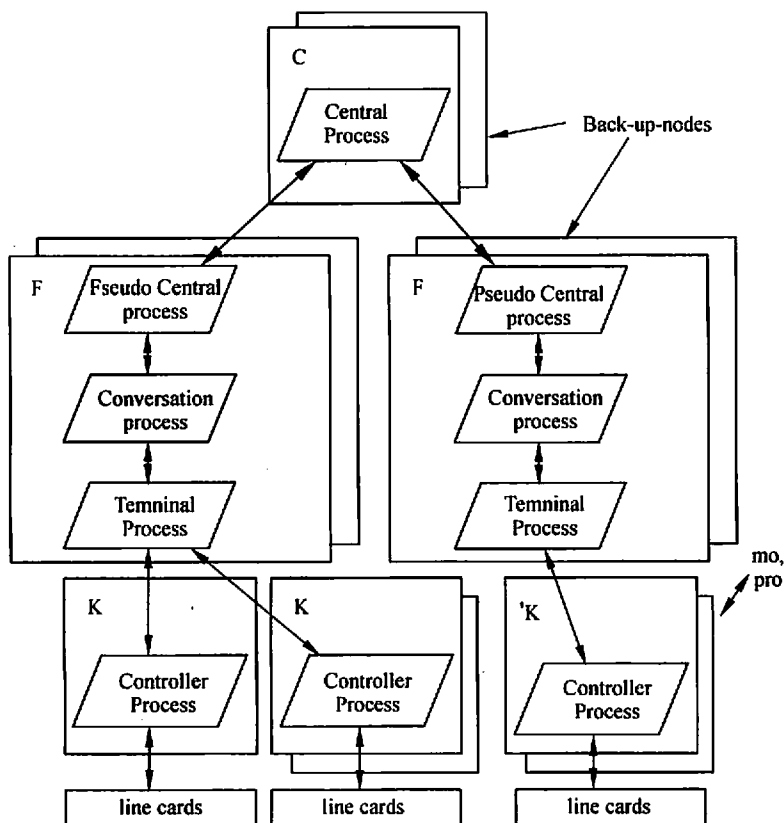 C
Central
Process
Back-up-nodes
F
Fseudo Central
process
Conversation
process
Temninal
Process
F
Pseudo Central
process
Conversation
process
Temninal
Process
mo,
pro
K
Controller
Process
K
Controller
Process
'K
Controller
Process
line cards
line cards
line cards